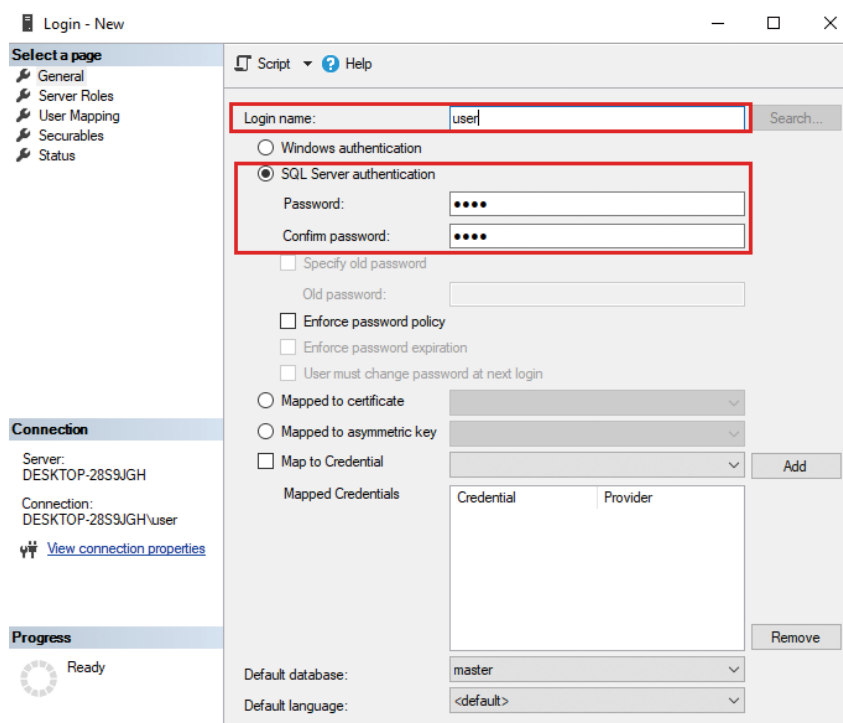 Login - New
Select a page
General
Server Roles
User Mapping
Securables
Status
Connection
Server:
DESKTOP-28S9JGH
Connection:
DESKTOP-28S9JGH\user
View connection properties
Progress
Ready
Script Help
Login name: user Search...
Windows authentication
SQL Server authentication
Password: ●●●●
Confirm password: ●●●●
Specify old password
Old password:
Enforce password policy
Enforce password expiration
User must change password at next login
Mapped to certificate
Mapped to asymmetric key
Map to Credential Add
Mapped Credentials Credential Provider
Remove
Default database: master
Default language: <default>